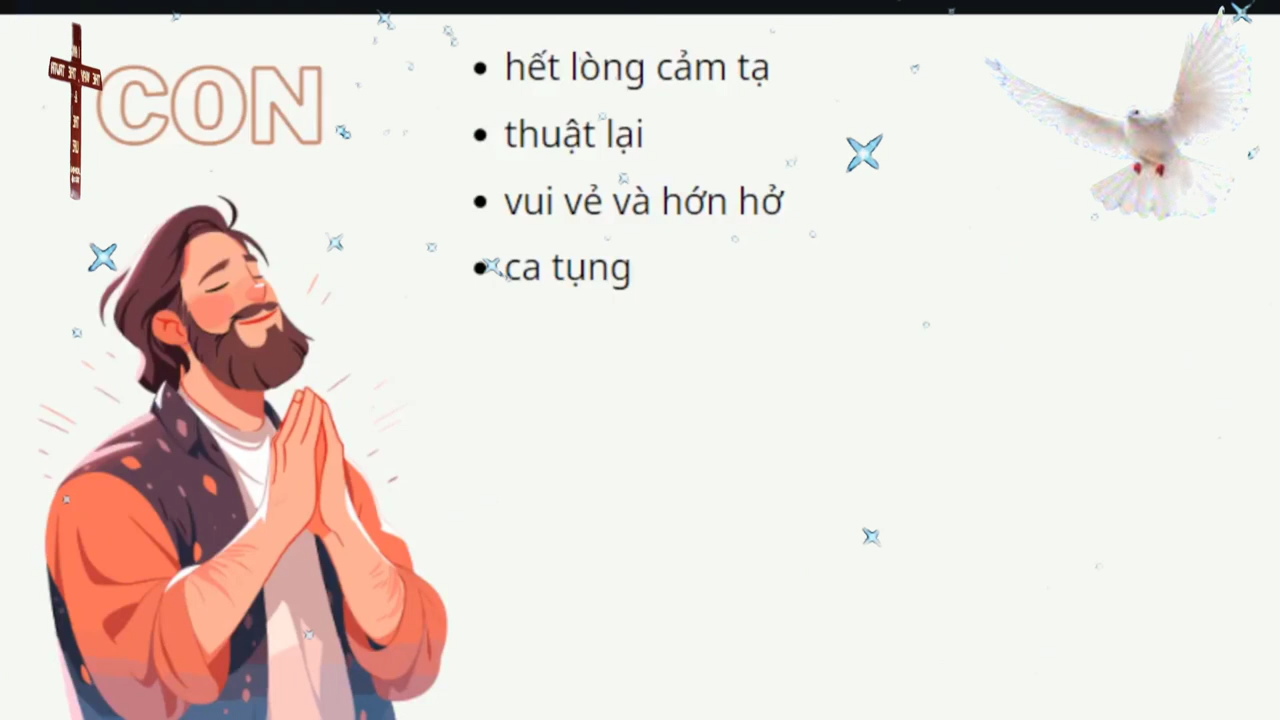 CON
hết lòng cảm tạ
thuật lại
vui vẻ và hớn hở
ca tụng